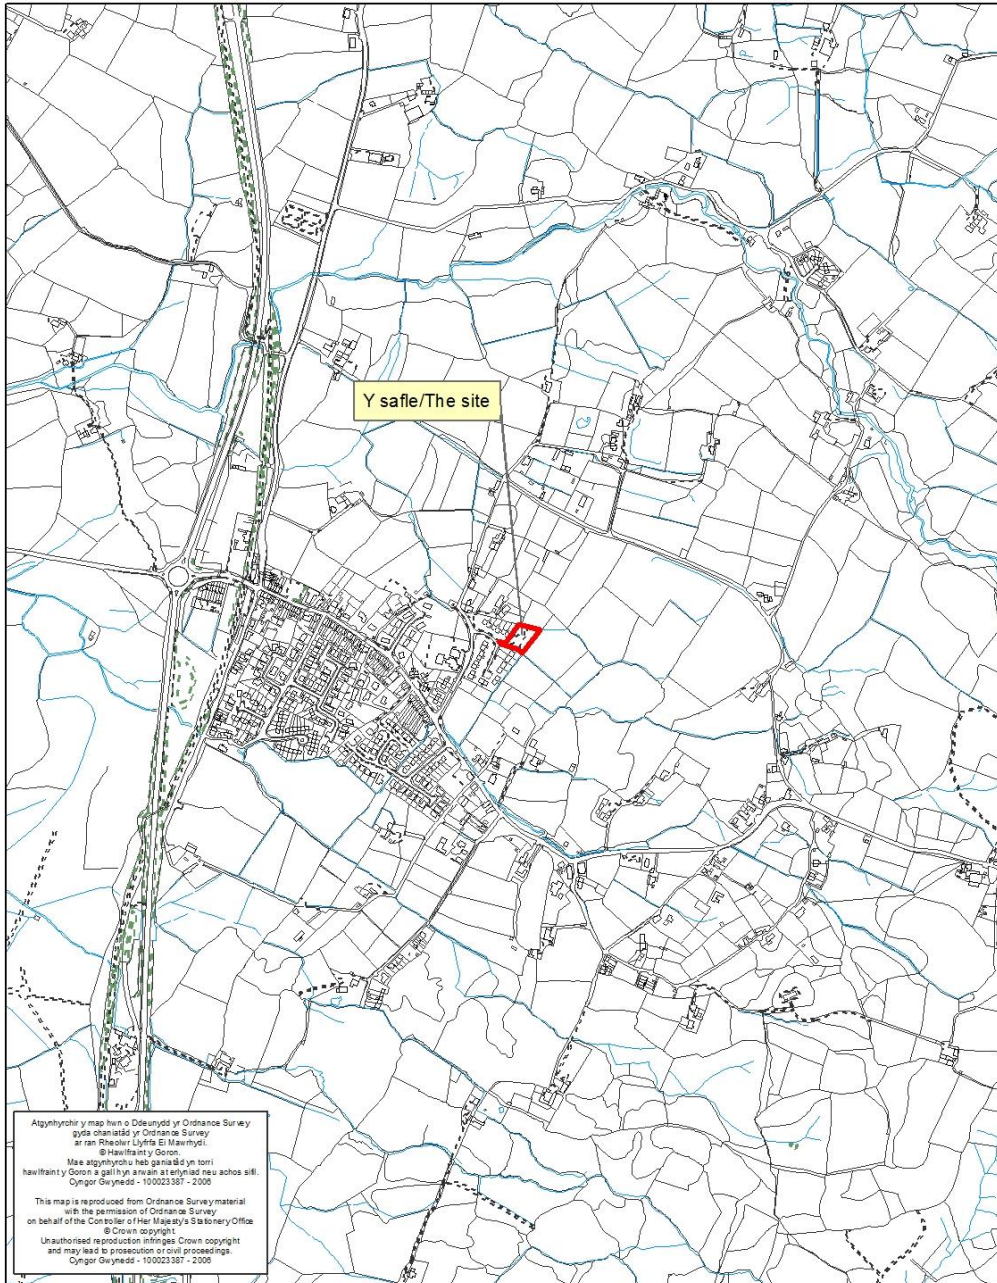 Y safle/The site
Atgynhyrchir y map hwn o Ddeunydd yr Ordnance Survey
gyda chaniatâd yr Ordnance Survey
ar ran Rheolwr Llyfrfa Ei Mawrhydi.
© Hawlfraint y Goron.
Mae atgynhyrchu heb ganiatâd yn torri
hawlfraint y Goron a gall hyn arwain at erlyniad neu achos sifil.
Cyngor Gwynedd - 100023387 - 2006
This map is reproduced from Ordnance Survey material
with the permission of Ordnance Survey
on behalf of the Controller of Her Majesty's Stationery Office
© Crown copyright.
Unauthorised reproduction infringes Crown copyright
and may lead to prosecution or civil proceedings.
Cyngor Gwynedd - 100023387 - 2006